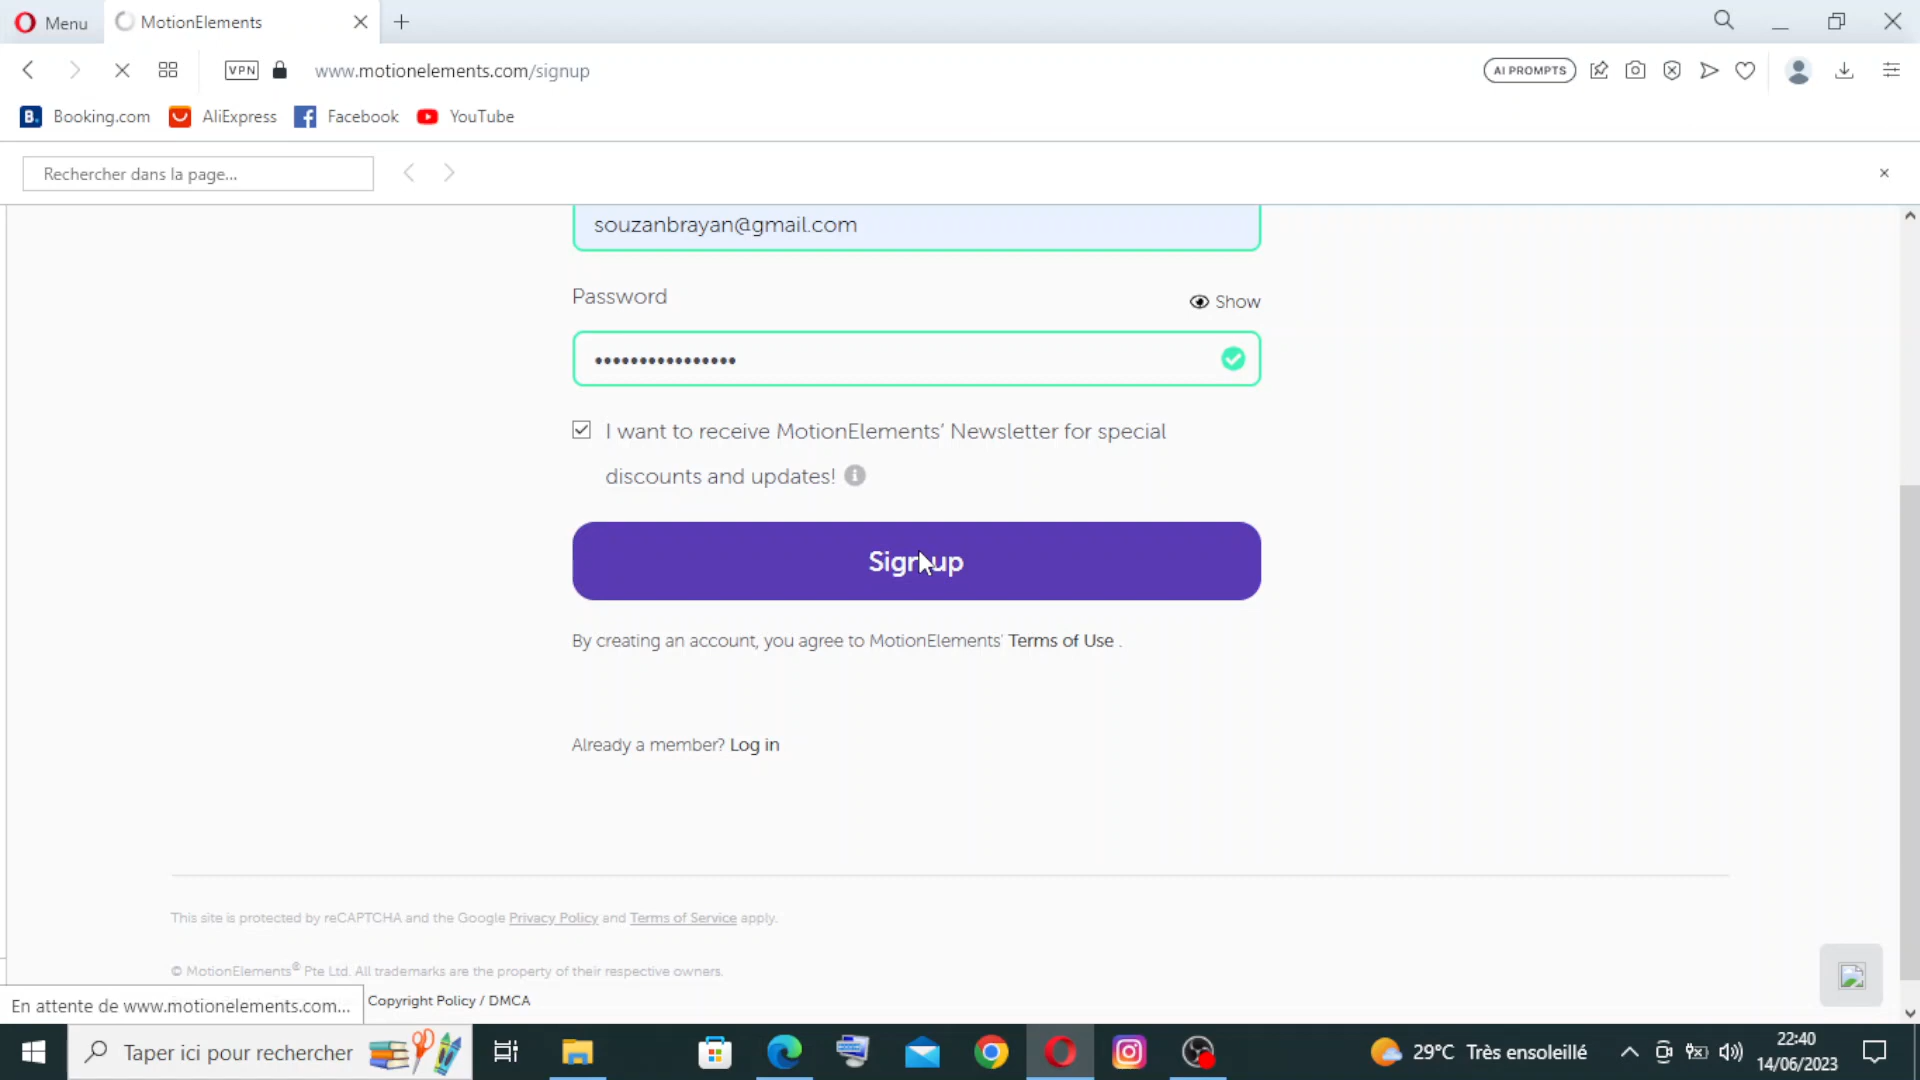 Menu
MotionElements
VPN
www.motionelements.com/signup
AI PROMPTS
B. Booking.com
AliExpress
Facebook
YouTube
Rechercher dans la page...
souzanbrayan@gmail.com
Password
Show
••••••••••••••••
I want to receive MotionElements' Newsletter for special
discounts and updates!
Sign up
By creating an account, you agree to MotionElements' Terms of Use .
Already a member? Log in
This site is protected by reCAPTCHA and the Google Privacy Policy and Terms of Service apply.
© MotionElements® Pte Ltd. All trademarks are the property of their respective owners.
En attente de www.motionelements.com...
Copyright Policy / DMCA
Taper ici pour rechercher
29°C Très ensoleillé
22:40
14/06/2023